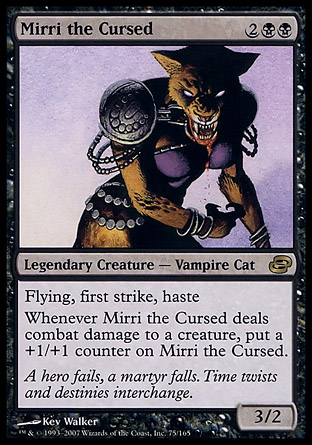 Mirri the Cursed 2
Legendary Creature — Vampire Cat
Flying, first strike, haste
Whenever Mirri the Cursed deals
combat damage to a creature, put a
+1/+1 counter on Mirri the Cursed.
A hero fails, a martyr falls. Time twists
and destinies interchange.
Kev Walker
™ & © 1993–2007 Wizards of the Coast, Inc. 75/165
3/2